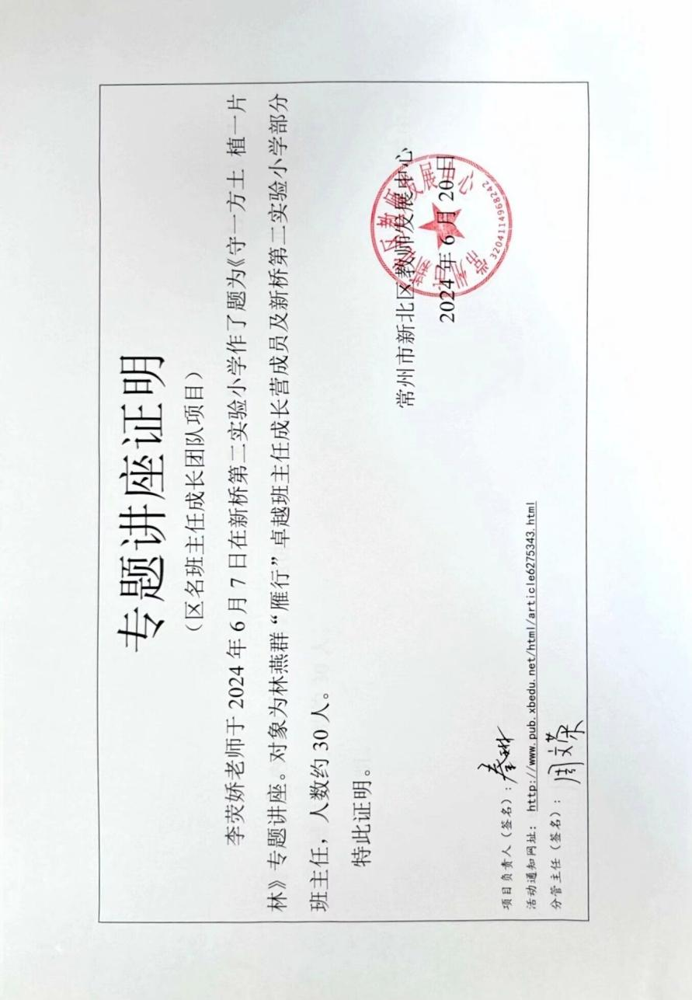 专题讲座证明
（区名班主任成长团队项目）
李荧娇老师于 2024 年 6 月 7 日在新桥第二实验小学作了题为《守一方土 植一片
林》专题讲座。对象为林燕群“雁行”卓越班主任成长营成员及新桥第二实验小学部分
班主任，人数约 30 人。
特此证明。
常州市新北区教师发展中心
2024 年 6 月 20 日
3204114968242
项目负责人（签名）：
活动通知网址： http://www.pub.xbedu.net/html/article6275343.html
分管主任（签名）：周文荣